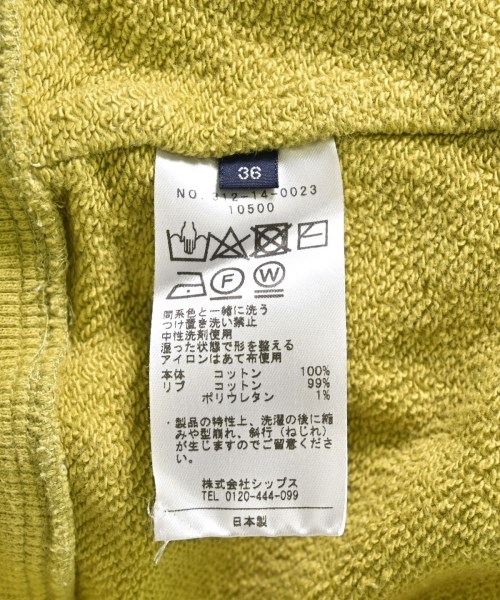 36
NO. 312-14-0023
10500
F W
同系色と一緒に洗う
つけ置き洗い禁止
中性洗剤使用
湿った状態で形を整える
アイロンはあて布使用
本体 コットン 100%
リブ コットン 99%
ポリウレタン 1%
・製品の特性上、洗濯の後に縮
みや型崩れ、斜行(ねじれ)
が生じますのでご留意くださ
い。
株式会社シップス
TEL 0120-444-099
日本製